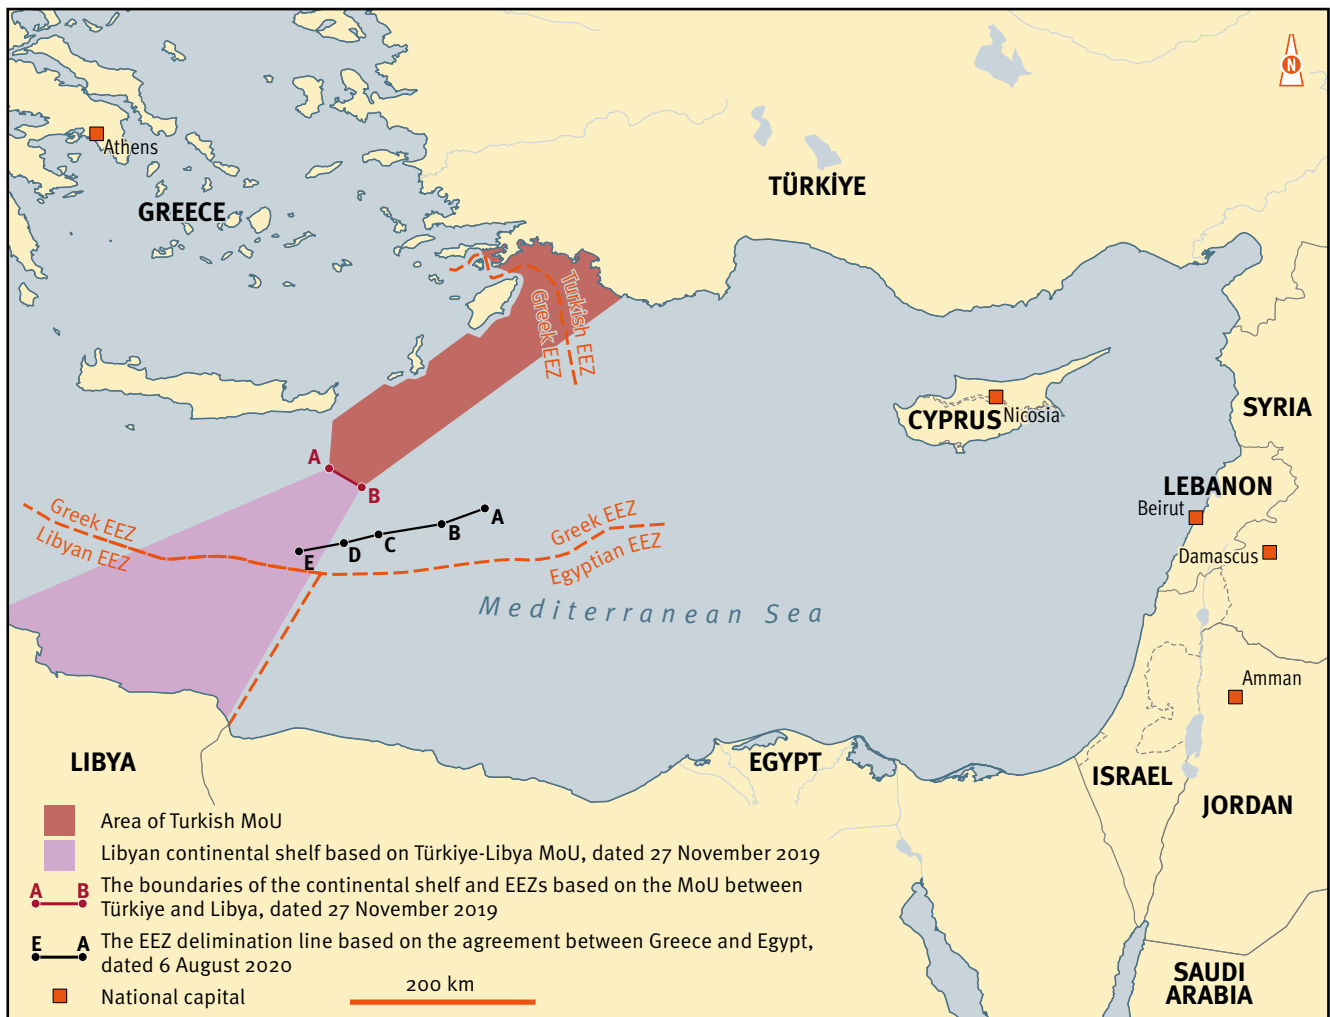 N
Athens
GREECE
TÜRKİYE
Turkish EEZ
Greek EEZ
CYPRUS
Nicosia
SYRIA
A
B
LEBANON
Beirut
Damascus
Greek EEZ
Libyan EEZ
A
B
C
D
E
Greek EEZ
Egyptian EEZ
Mediterranean Sea
Amman
LIBYA
EGYPT
ISRAEL
JORDAN
SAUDI
ARABIA
Area of Turkish MoU
Libyan continental shelf based on Türkiye-Libya MoU, dated 27 November 2019
A B The boundaries of the continental shelf and EEZs based on the MoU between
Türkiye and Libya, dated 27 November 2019
E A The EEZ delimination line based on the agreement between Greece and Egypt,
dated 6 August 2020
National capital
200 km